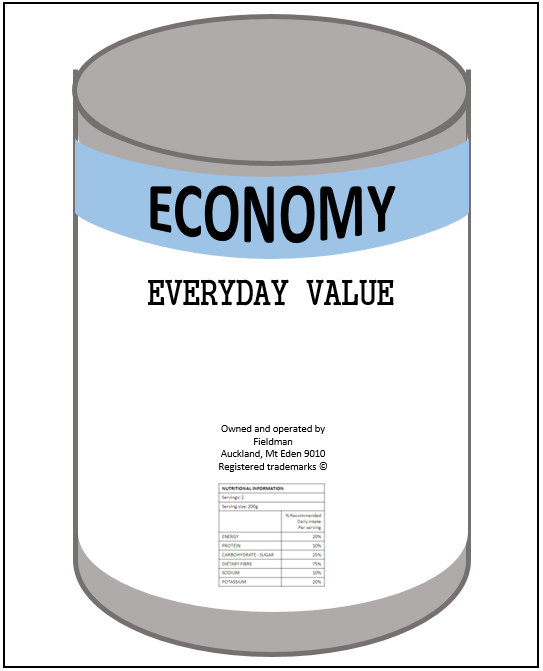 ECONOMY
EVERYDAY VALUE
Owned and operated by
Fieldman
Auckland, Mt Eden 9010
Registered trademarks ©
NUTRITIONAL INFORMATION
Servings: 2
Serving size: 200g
% Recommended
Daily Intake
Per serving
ENERGY 20%
PROTEIN 10%
CARBOHYDRATE - SUGAR 25%
DIETARY FIBRE 75%
SODIUM 10%
POTASSIUM 20%